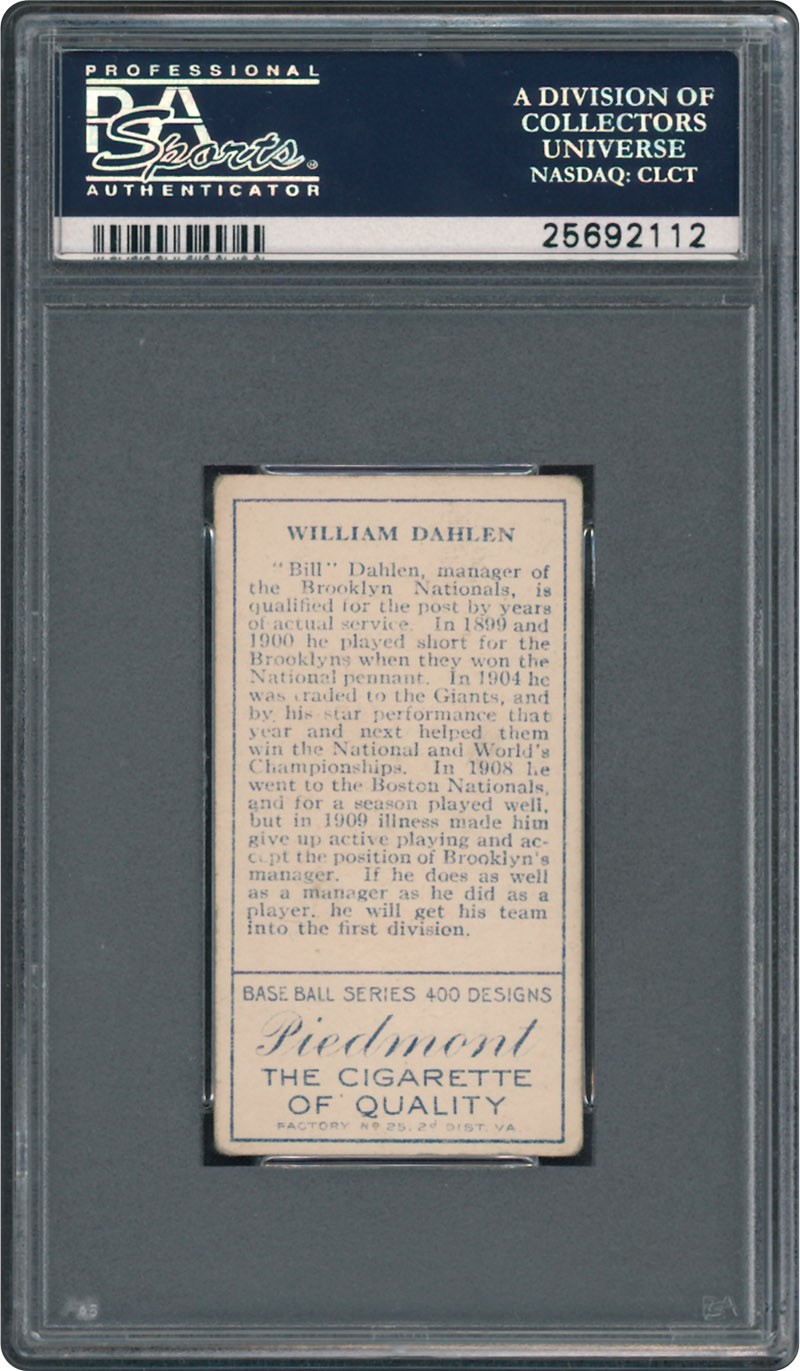 PROFESSIONAL
PSA
Sports
AUTHENTICATOR
A DIVISION OF
COLLECTORS
UNIVERSE
NASDAQ: CLCT
25692112
WILLIAM DAHLEN
"Bill" Dahlen, manager of
the Brooklyn Nationals, is
qualified for the post by years
of actual service. In 1899 and
1900 he played short for the
Brooklyns when they won the
National pennant. In 1904 he
was traded to the Giants, and
by his star performance that
year and next helped them
win the National and World's
Championships. In 1908 he
went to the Boston Nationals,
and for a season played well,
but in 1909 illness made him
give up active playing and ac-
cept the position of Brooklyn's
manager. If he does as well
as a manager as he did as a
player, he will get his team
into the first division.
BASE BALL SERIES 400 DESIGNS
Piedmont
THE CIGARETTE
OF QUALITY
FACTORY Nº 25, 2d DIST. VA.